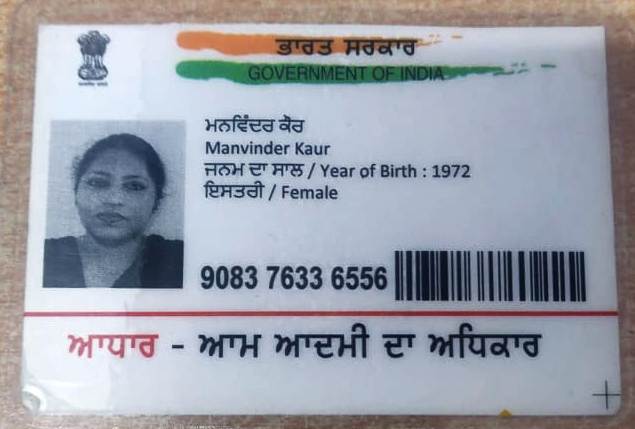 ਭਾਰਤ ਸਰਕਾਰ
GOVERNMENT OF INDIA
ਮਨਵਿੰਦਰ ਕੌਰ
Manvinder Kaur
ਜਨਮ ਦਾ ਸਾਲ / Year of Birth : 1972
ਇਸਤਰੀ / Female
9083 7633 6556
ਆਧਾਰ - ਆਮ ਆਦਮੀ ਦਾ ਅਧਿਕਾਰ